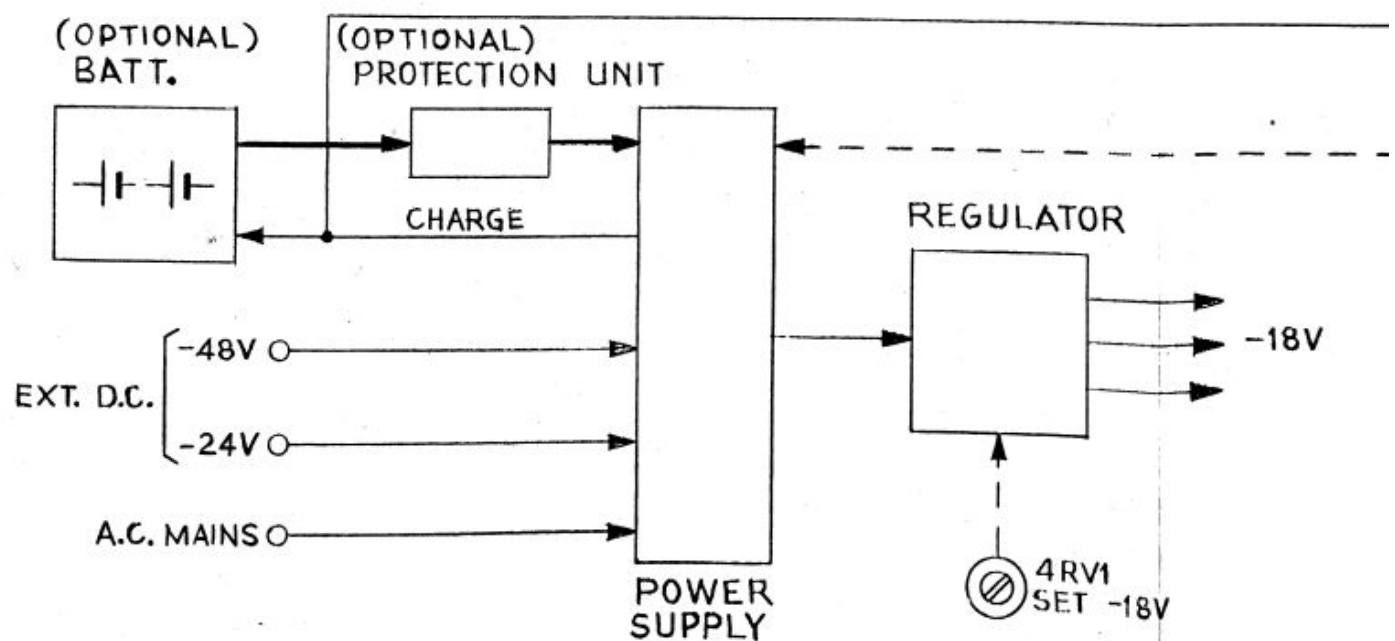 (OPTIONAL)
BATT.
(OPTIONAL)
PROTECTION UNIT
CHARGE
REGULATOR
-48V
EXT. D.C.
-24V
-18V
A.C. MAINS
4RV1
SET -18V
POWER
SUPPLY